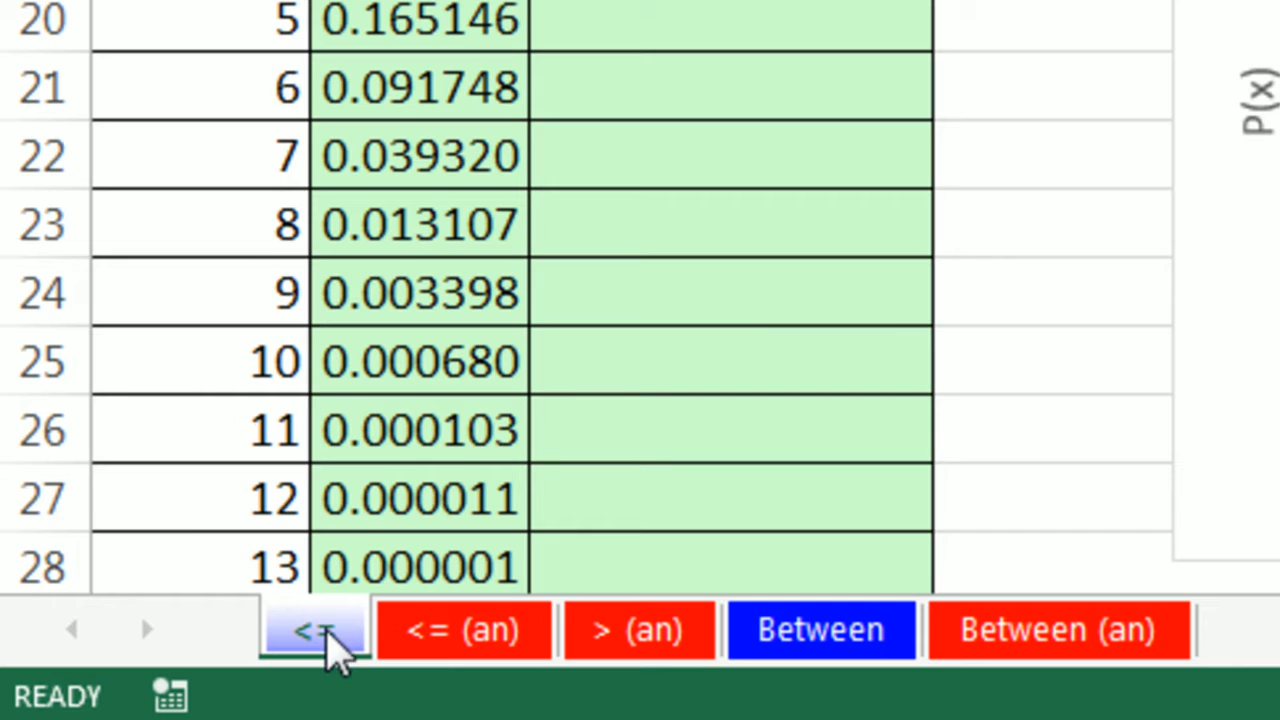 20 5 0.165146
P(x)
21 6 0.091748
22 7 0.039320
23 8 0.013107
24 9 0.003398
25 10 0.000680
26 11 0.000103
27 12 0.000011
28 13 0.000001
<= <= (an) > (an) Between Between (an)
READY